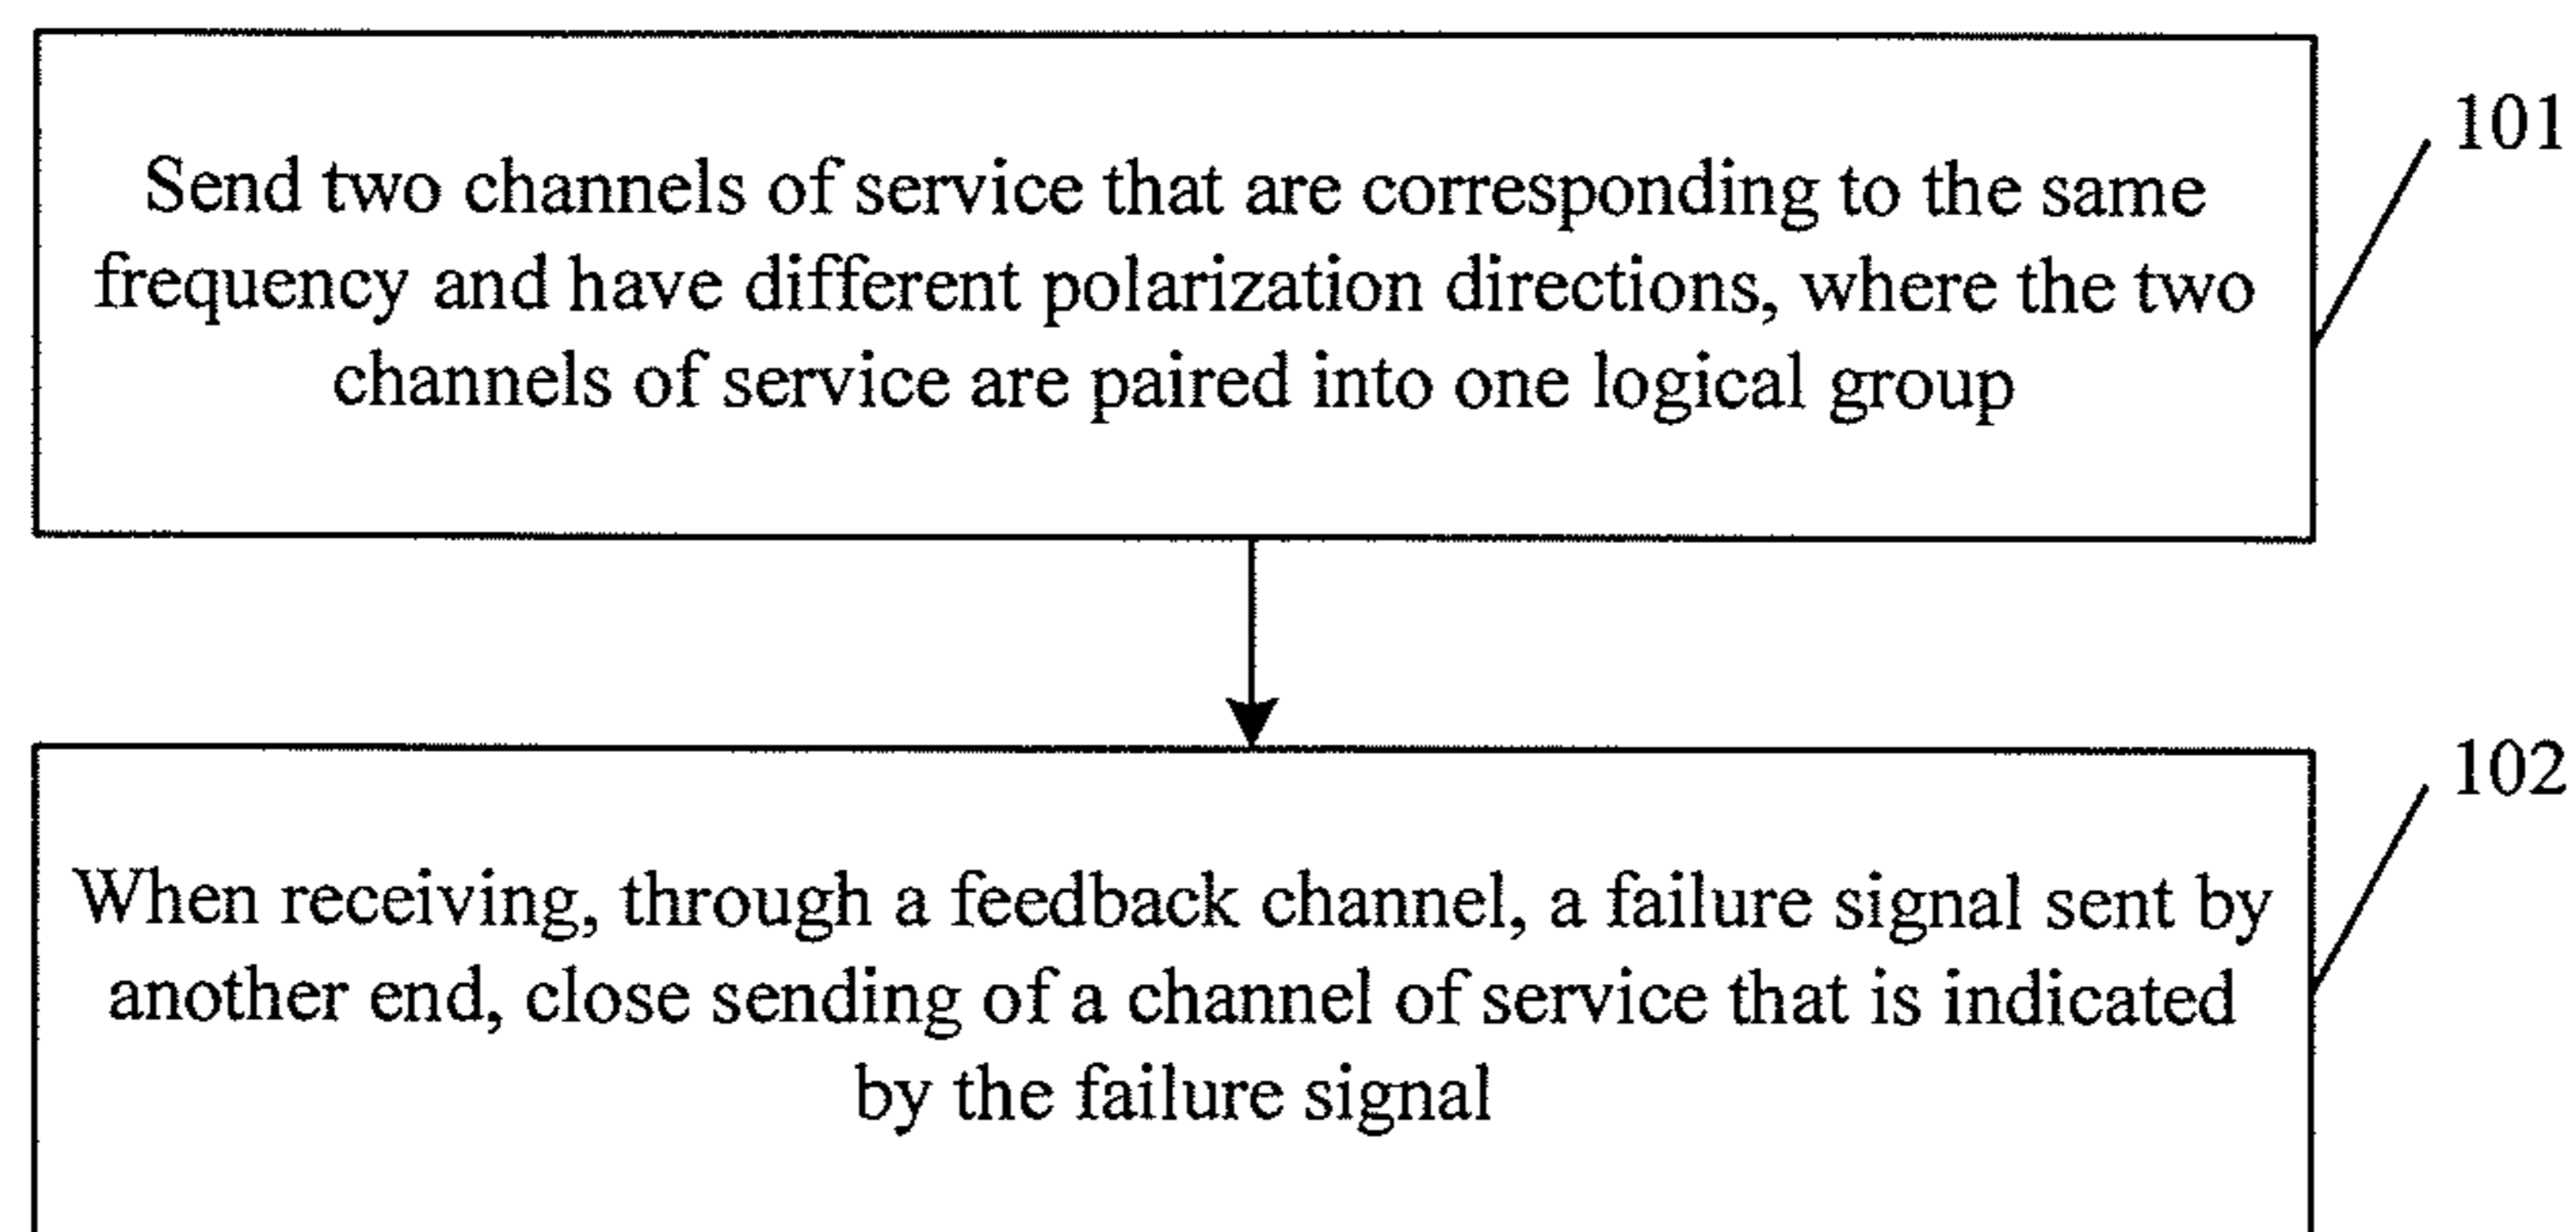 101
Send two channels of service that are corresponding to the same
frequency and have different polarization directions, where the two
channels of service are paired into one logical group
102
When receiving, through a feedback channel, a failure signal sent by
another end, close sending of a channel of service that is indicated
by the failure signal